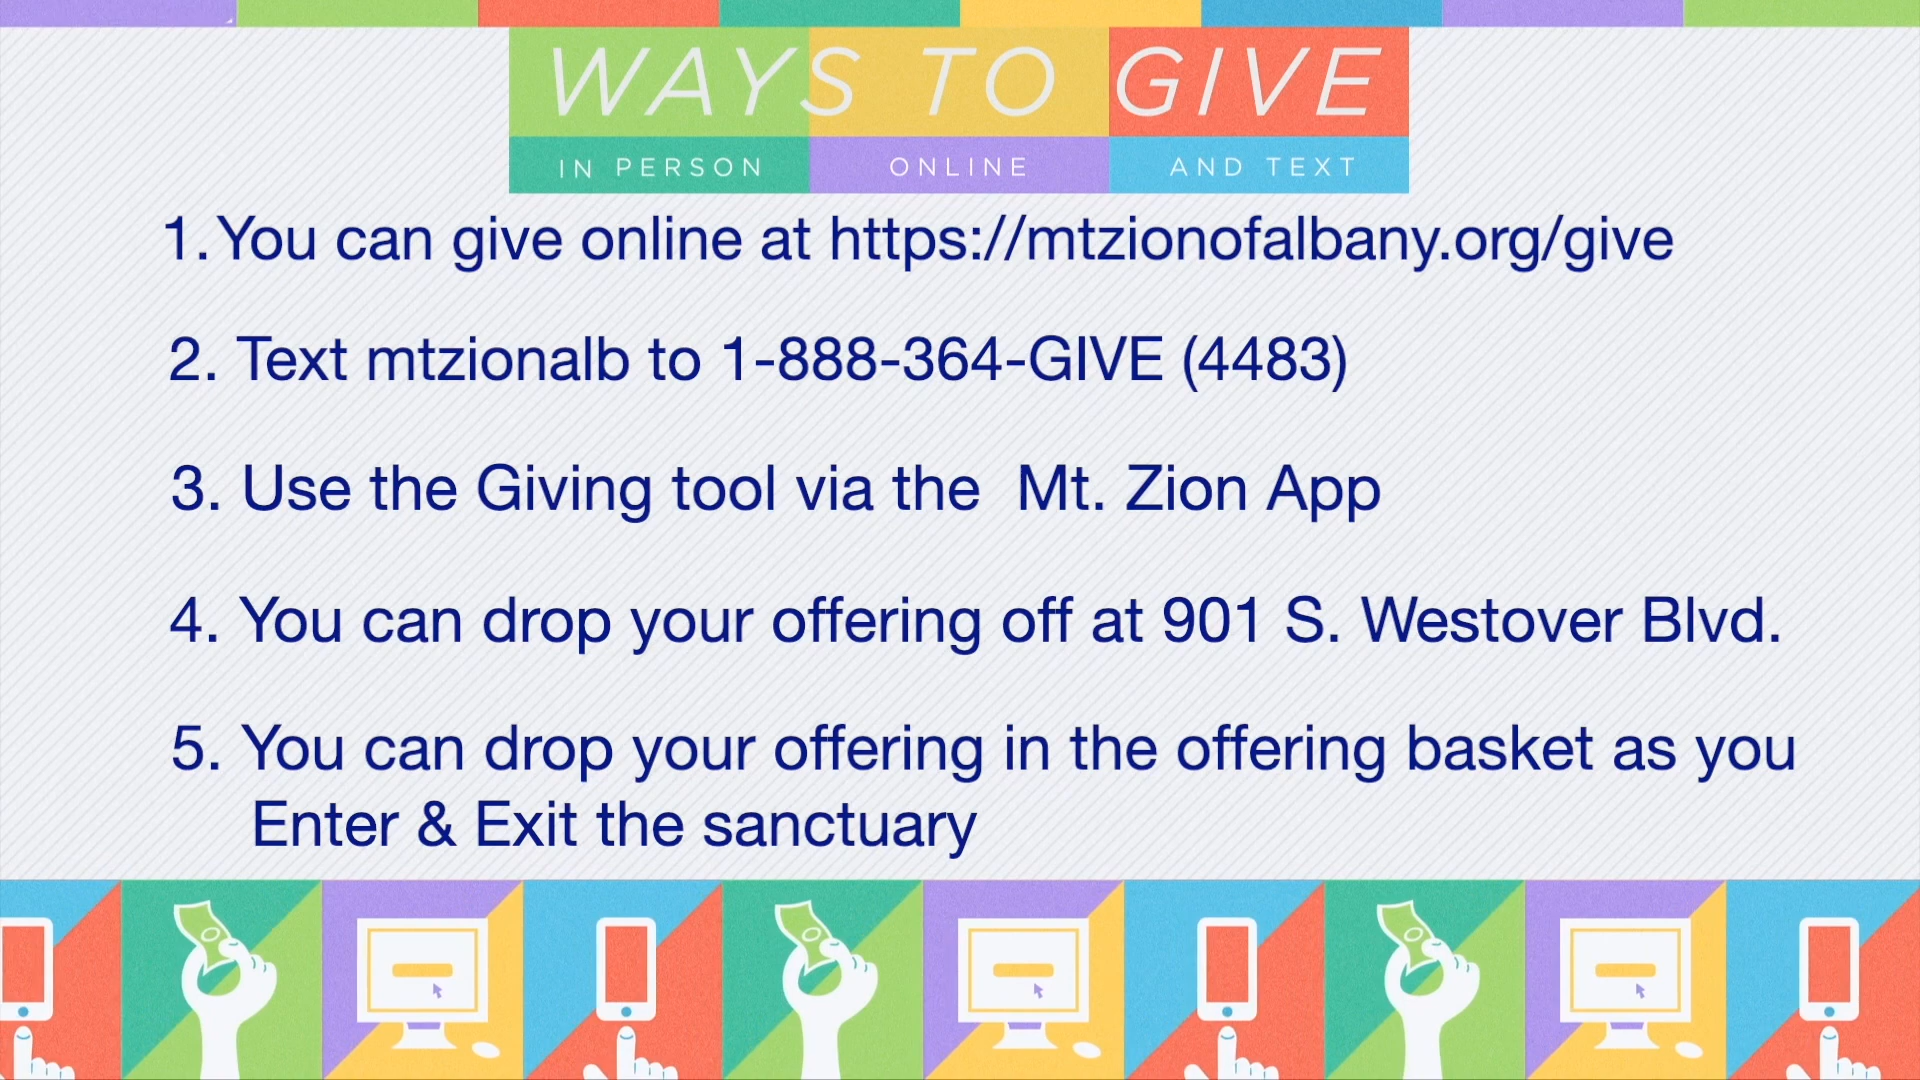 WAYS TO GIVE
IN PERSON ONLINE AND TEXT
1. You can give online at https://mtzionofalbany.org/give
2. Text mtzionalb to 1-888-364-GIVE (4483)
3. Use the Giving tool via the Mt. Zion App
4. You can drop your offering off at 901 S. Westover Blvd.
5. You can drop your offering in the offering basket as you
Enter & Exit the sanctuary